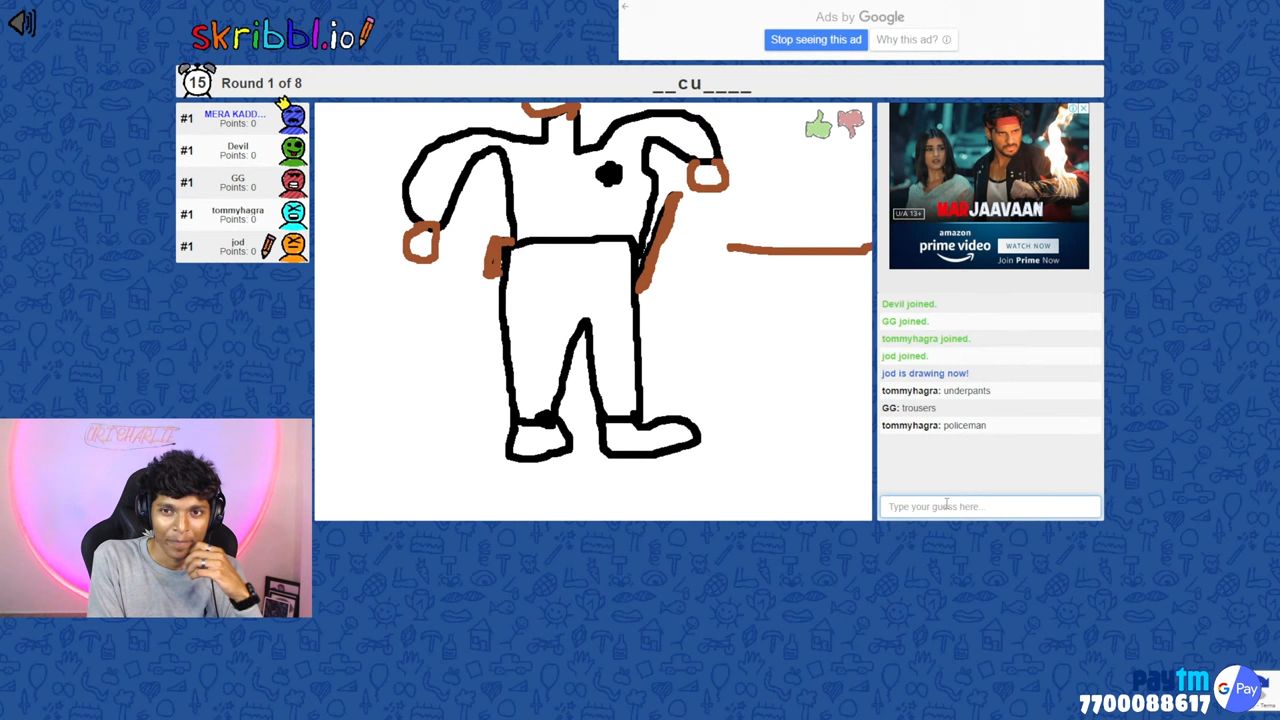 skribbl.io
Ads by Google
Stop seeing this ad
Why this ad?
15
Round 1 of 8
__cu____
#1
MERA KADD...
Points: 0
#1
Devil
Points: 0
#1
GG
Points: 0
#1
tommyhagra
Points: 0
#1
jod
Points: 0
U/A 13+
MARJAAVAAN
amazon
prime video
WATCH NOW
Join Prime Now
Devil joined.
GG joined.
tommyhagra joined.
jod joined.
jod is drawing now!
tommyhagra: underpants
GG: trousers
tommyhagra: policeman
Type your guess here...
paytm
G Pay
7700088617
- Terms